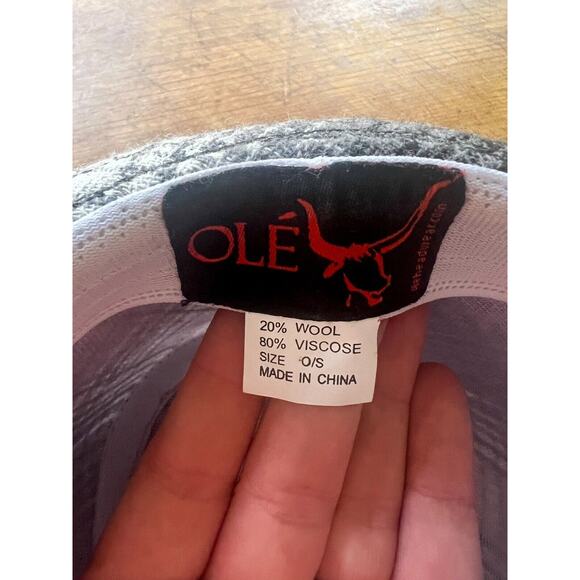 OLÉ
20% WOOL
80% VISCOSE
SIZE O/S
MADE IN CHINA